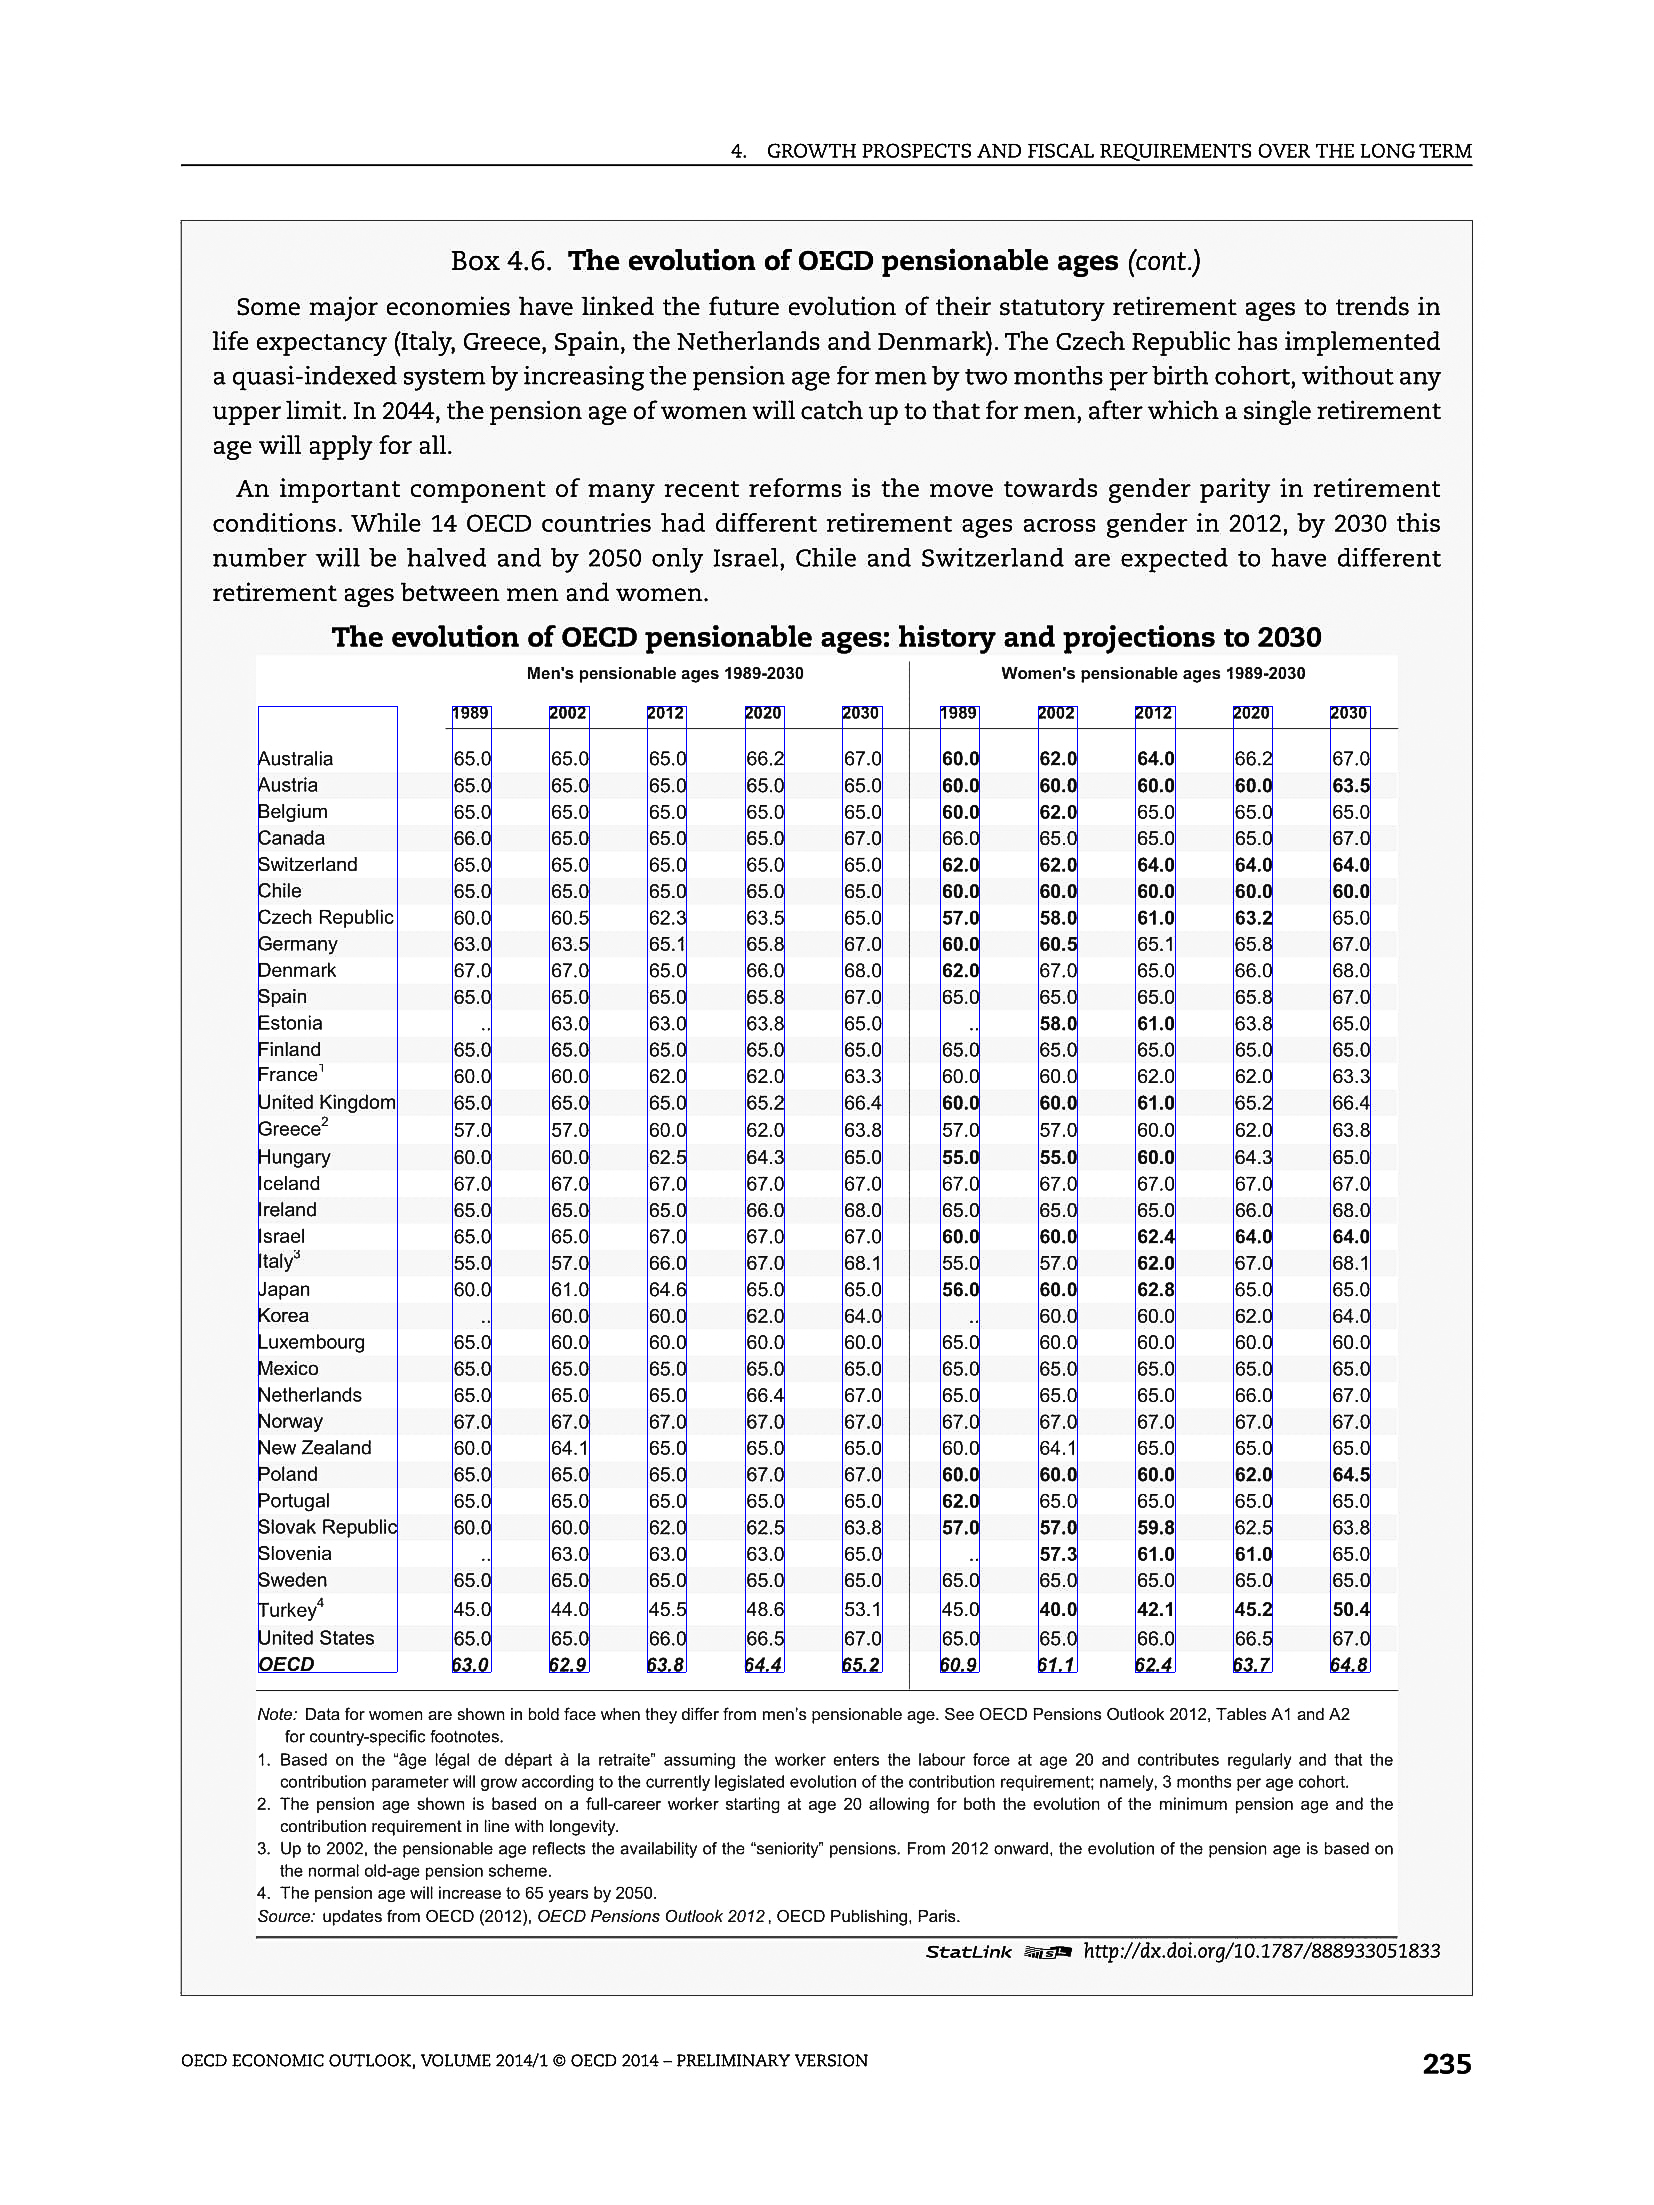 4. GROWTH PROSPECTS AND FISCAL REQUIREMENTS OVER THE LONG TERM
Box 4.6. The evolution of OECD pensionable ages (cont.)
Some major economies have linked the future evolution of their statutory retirement ages to trends in
life expectancy (Italy, Greece, Spain, the Netherlands and Denmark). The Czech Republic has implemented
a quasi-indexed system by increasing the pension age for men by two months per birth cohort, without any
upper limit. In 2044, the pension age of women will catch up to that for men, after which a single retirement
age will apply for all.
An important component of many recent reforms is the move towards gender parity in retirement
conditions. While 14 OECD countries had different retirement ages across gender in 2012, by 2030 this
number will be halved and by 2050 only Israel, Chile and Switzerland are expected to have different
retirement ages between men and women.
The evolution of OECD pensionable ages: history and projections to 2030
Men's pensionable ages 1989-2030 Women's pensionable ages 1989-2030
1989 2002 2012 2020 2030 1989 2002 2012 2020 2030
Australia 65.0 65.0 65.0 66.2 67.0 60.0 62.0 64.0 66.2 67.0
Austria 65.0 65.0 65.0 65.0 65.0 60.0 60.0 60.0 60.0 63.5
Belgium 65.0 65.0 65.0 65.0 65.0 60.0 62.0 65.0 65.0 65.0
Canada 66.0 65.0 65.0 65.0 67.0 66.0 65.0 65.0 65.0 67.0
Switzerland 65.0 65.0 65.0 65.0 65.0 62.0 62.0 64.0 64.0 64.0
Chile 65.0 65.0 65.0 65.0 65.0 60.0 60.0 60.0 60.0 60.0
Czech Republic 60.0 60.5 62.3 63.5 65.0 57.0 58.0 61.0 63.2 65.0
Germany 63.0 63.5 65.1 65.8 67.0 60.0 60.5 65.1 65.8 67.0
Denmark 67.0 67.0 65.0 66.0 68.0 62.0 67.0 65.0 66.0 68.0
Spain 65.0 65.0 65.0 65.8 67.0 65.0 65.0 65.0 65.8 67.0
Estonia .. 63.0 63.0 63.8 65.0 .. 58.0 61.0 63.8 65.0
Finland 65.0 65.0 65.0 65.0 65.0 65.0 65.0 65.0 65.0 65.0
France¹ 60.0 60.0 62.0 62.0 63.3 60.0 60.0 62.0 62.0 63.3
United Kingdom 65.0 65.0 65.0 65.2 66.4 60.0 60.0 61.0 65.2 66.4
Greece² 57.0 57.0 60.0 62.0 63.8 57.0 57.0 60.0 62.0 63.8
Hungary 60.0 60.0 62.5 64.3 65.0 55.0 55.0 60.0 64.3 65.0
Iceland 67.0 67.0 67.0 67.0 67.0 67.0 67.0 67.0 67.0 67.0
Ireland 65.0 65.0 65.0 66.0 68.0 65.0 65.0 65.0 66.0 68.0
Israel 65.0 65.0 67.0 67.0 67.0 60.0 60.0 62.4 64.0 64.0
Italy³ 55.0 57.0 66.0 67.0 68.1 55.0 57.0 62.0 67.0 68.1
Japan 60.0 61.0 64.6 65.0 65.0 56.0 60.0 62.8 65.0 65.0
Korea .. 60.0 60.0 62.0 64.0 .. 60.0 60.0 62.0 64.0
Luxembourg 65.0 60.0 60.0 60.0 60.0 65.0 60.0 60.0 60.0 60.0
Mexico 65.0 65.0 65.0 65.0 65.0 65.0 65.0 65.0 65.0 65.0
Netherlands 65.0 65.0 65.0 66.4 67.0 65.0 65.0 65.0 66.0 67.0
Norway 67.0 67.0 67.0 67.0 67.0 67.0 67.0 67.0 67.0 67.0
New Zealand 60.0 64.1 65.0 65.0 65.0 60.0 64.1 65.0 65.0 65.0
Poland 65.0 65.0 65.0 67.0 67.0 60.0 60.0 60.0 62.0 64.5
Portugal 65.0 65.0 65.0 65.0 65.0 62.0 65.0 65.0 65.0 65.0
Slovak Republic 60.0 60.0 62.0 62.5 63.8 57.0 57.0 59.8 62.5 63.8
Slovenia .. 63.0 63.0 63.0 65.0 .. 57.3 61.0 61.0 65.0
Sweden 65.0 65.0 65.0 65.0 65.0 65.0 65.0 65.0 65.0 65.0
Turkey⁴ 45.0 44.0 45.5 48.6 53.1 45.0 40.0 42.1 45.2 50.4
United States 65.0 65.0 66.0 66.5 67.0 65.0 65.0 66.0 66.5 67.0
OECD 63.0 62.9 63.8 64.4 65.2 60.9 61.1 62.4 63.7 64.8
Note: Data for women are shown in bold face when they differ from men's pensionable age. See OECD Pensions Outlook 2012, Tables A1 and A2
for country-specific footnotes.
1. Based on the “âge légal de départ à la retraite” assuming the worker enters the labour force at age 20 and contributes regularly and that the
contribution parameter will grow according to the currently legislated evolution of the contribution requirement; namely, 3 months per age cohort.
2. The pension age shown is based on a full-career worker starting at age 20 allowing for both the evolution of the minimum pension age and the
contribution requirement in line with longevity.
3. Up to 2002, the pensionable age reflects the availability of the “seniority” pensions. From 2012 onward, the evolution of the pension age is based on
the normal old-age pension scheme.
4. The pension age will increase to 65 years by 2050.
Source: updates from OECD (2012), OECD Pensions Outlook 2012, OECD Publishing, Paris.
StatLink http://dx.doi.org/10.1787/888933051833
OECD ECONOMIC OUTLOOK, VOLUME 2014/1 © OECD 2014 – PRELIMINARY VERSION 235